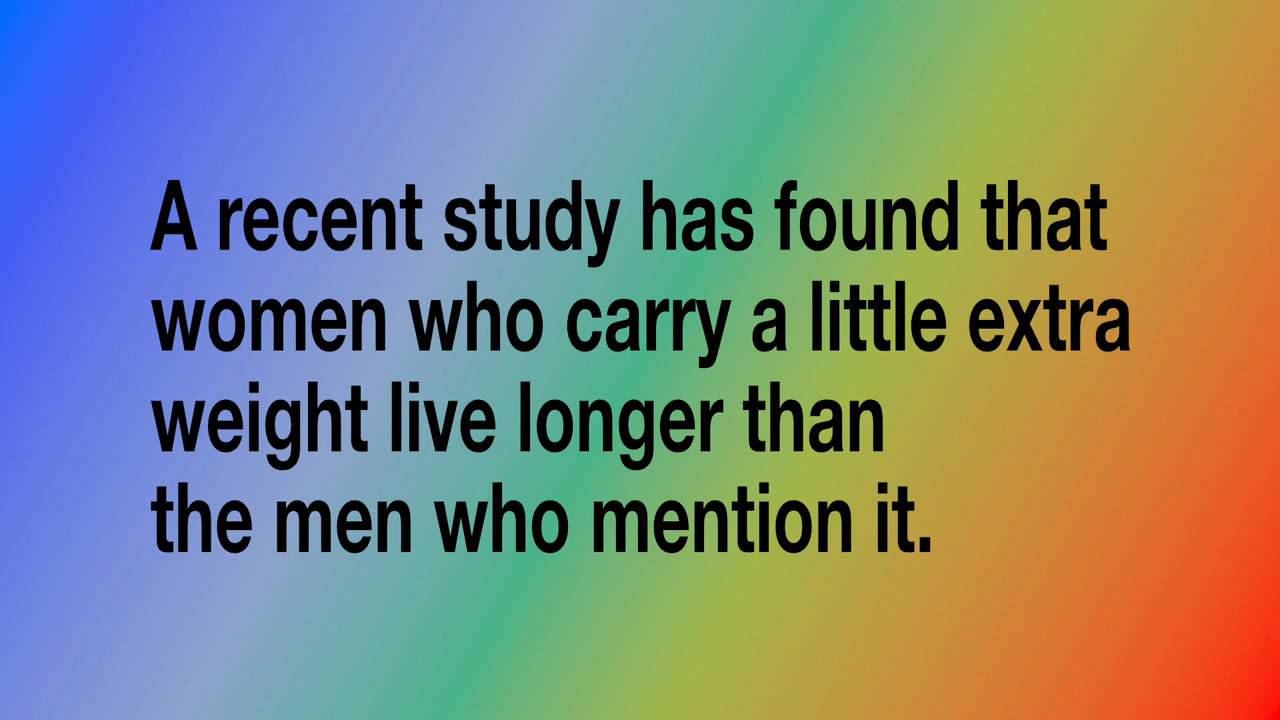 A recent study has found that
women who carry a little extra
weight live longer than
the men who mention it.